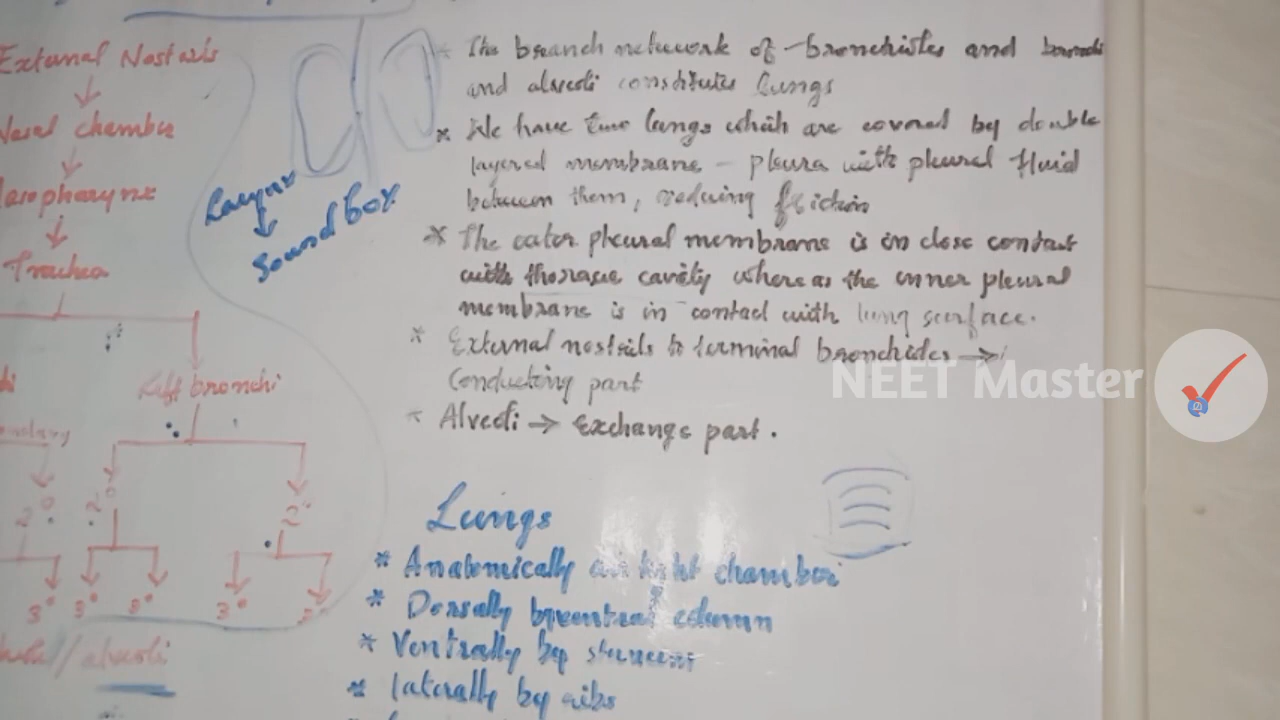 External Nostrils
Nasal chamber
Trachea
Left bronchi
2°
2°
2°
3°
3°
3°
3°
alveoli
Larynx
Sound box
* The branch network of bronchioles and
and alveoli constitutes lungs
* We have two lungs which are covered by double
layered membrane - pleura with pleural fluid
between them, reducing friction
* The outer pleural membrane is in close contact
with thoracic cavity where as the inner pleural
membrane is in contact with lung surface.
* External nostrils to terminal bronchioles →
Conducting part
* Alveoli → Exchange part.
NEET Master
Lungs
* Anatomically air tight chamber
* Dorsally by column
* Ventrally by
* laterally by ribs